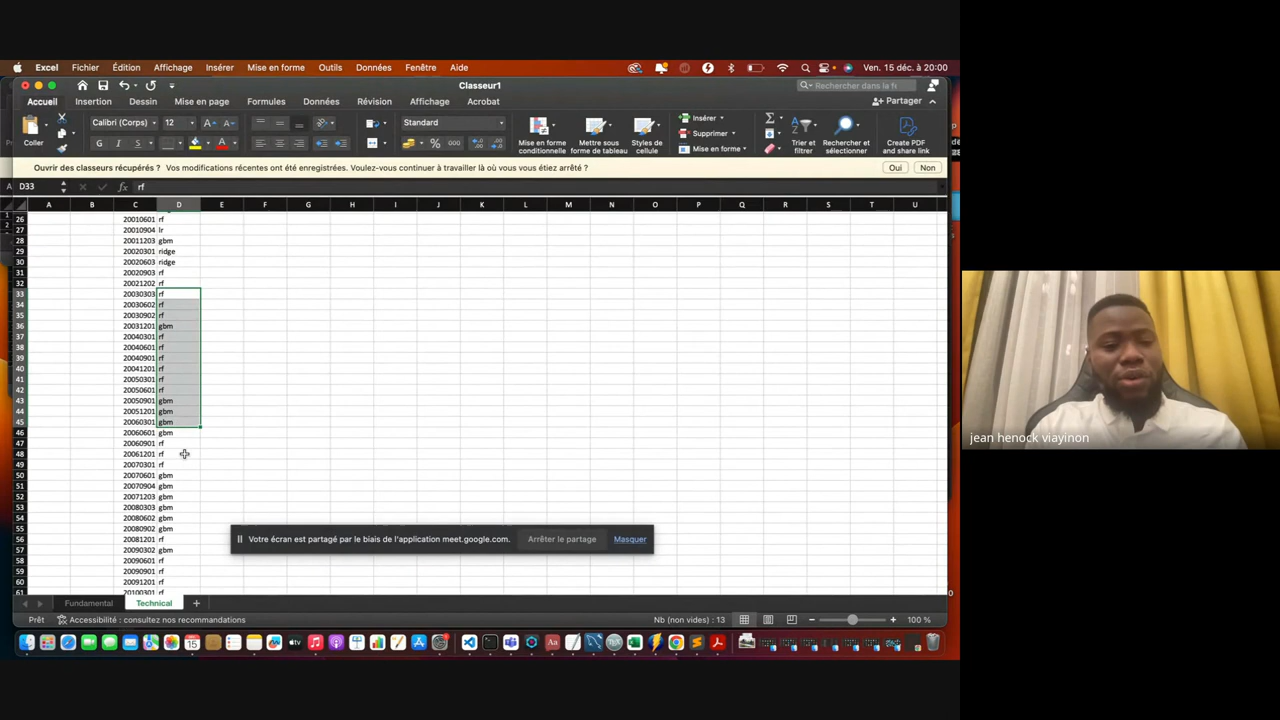 Excel Fichier Édition Affichage Insérer Mise en forme Outils Données Fenêtre Aide Ven. 15 déc. à 20:00
Classeur1
Rechercher dans la fe
Accueil Insertion Dessin Mise en page Formules Données Révision Affichage Acrobat Partager
Coller
Calibri (Corps) 12
G I S
Standard
Mise en forme conditionnelle
Mettre sous forme de tableau
Styles de cellule
Insérer
Supprimer
Mise en forme
Trier et filtrer
Rechercher et sélectionner
Create PDF and share link
Ouvrir des classeurs récupérés ? Vos modifications récentes ont été enregistrées. Voulez-vous continuer à travailler là où vous vous étiez arrêté ? Oui Non
D33 fx rf
A B C D E F G H I J K L M N O P Q R S T U
26 20010601 rf
27 20010904 lr
28 20011203 gbm
29 20020301 ridge
30 20020603 ridge
31 20020903 rf
32 20021202 rf
33 20030303 rf
34 20030602 rf
35 20030902 rf
36 20031201 gbm
37 20040301 rf
38 20040601 rf
39 20040901 rf
40 20041201 rf
41 20050301 rf
42 20050601 rf
43 20050901 gbm
44 20051201 gbm
45 20060301 gbm
46 20060601 gbm
47 20060901 rf
48 20061201 rf
49 20070301 rf
50 20070601 gbm
51 20070904 gbm
52 20071203 gbm
53 20080303 gbm
54 20080602 gbm
55 20080902 gbm
56 20081201 rf
57 20090302 gbm
58 20090601 rf
59 20090901 rf
60 20091201 rf
61 20100301 rf
Votre écran est partagé par le biais de l'application meet.google.com. Arrêter le partage Masquer
Fundamental Technical +
Prêt Accessibilité : consultez nos recommandations Nb (non vides) : 13 100 %
jean henock viayinon